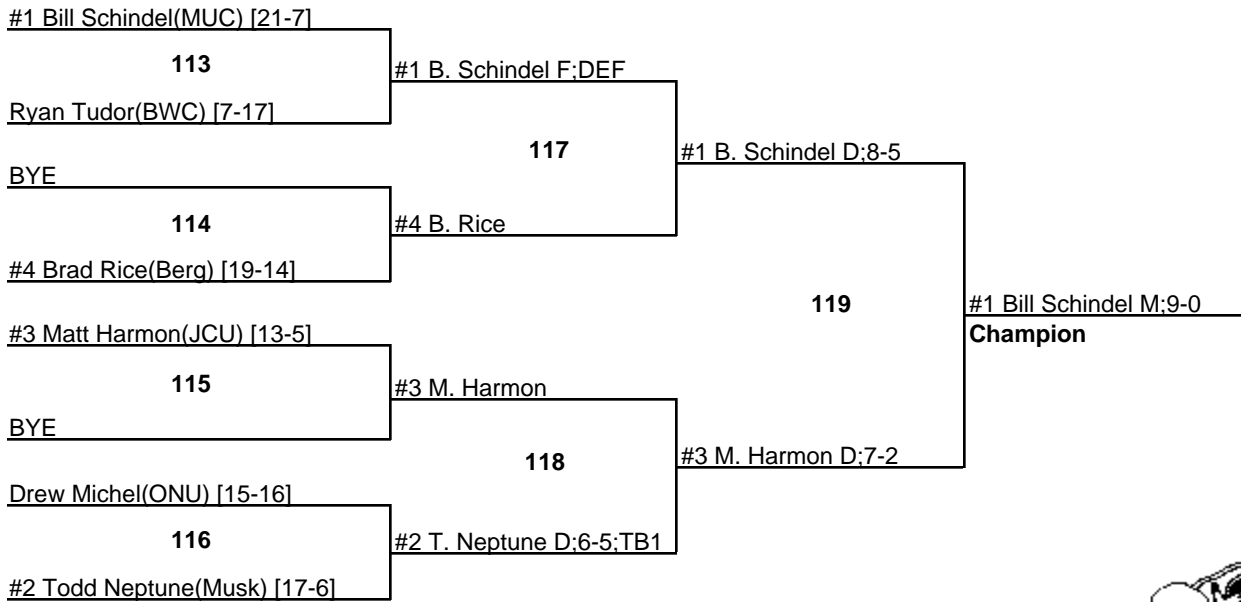 #1 Bill Schindel(MUC) [21-7]
113
#1 B. Schindel F;DEF
Ryan Tudor(BWC) [7-17]
117
#1 B. Schindel D;8-5
BYE
114
#4 B. Rice
#4 Brad Rice(Berg) [19-14]
119
#1 Bill Schindel M;9-0
Champion
#3 Matt Harmon(JCU) [13-5]
115
#3 M. Harmon
BYE
118
#3 M. Harmon D;7-2
Drew Michel(ONU) [15-16]
116
#2 T. Neptune D;6-5;TB1
#2 Todd Neptune(Musk) [17-6]